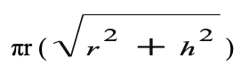 πr(√r² + h²)